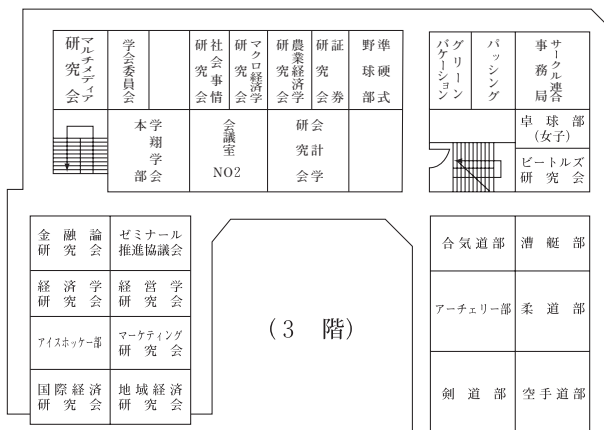 マルチメディア
研究会
学会委員会
社会事情
研究会
マクロ経済学
研究会
農業経済学
研究会
証券
研究会
準硬式
野球部
学翔学会
本部
会議室
NO2
会計学
研究会
グリーン
バケーション
パッシング
サークル連合
事務局
卓球部
(女子)
ビートルズ
研究会
金融論
研究会
ゼミナール
推進協議会
経済学
研究会
経営学
研究会
アイスホッケー部
マーケティング
研究会
国際経済
研究会
地域経済
研究会
(3 階)
合気道部
漕艇部
アーチェリー部
柔道部
剣道部
空手道部